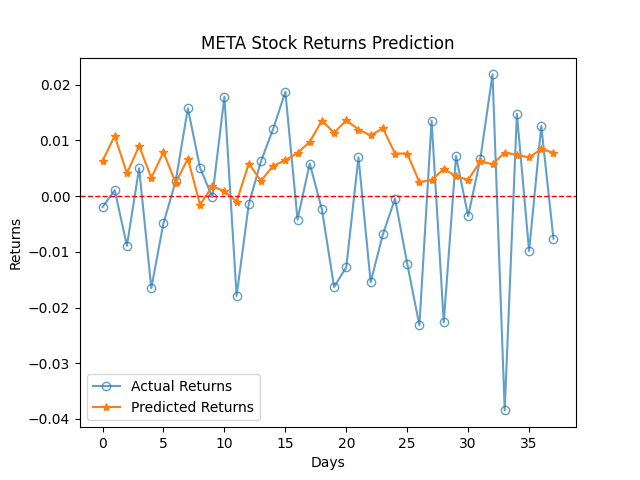 META Stock Returns Prediction
Returns
0.02
0.01
0.00
−0.01
−0.02
−0.03
−0.04
Actual Returns
Predicted Returns
0 5 10 15 20 25 30 35
Days